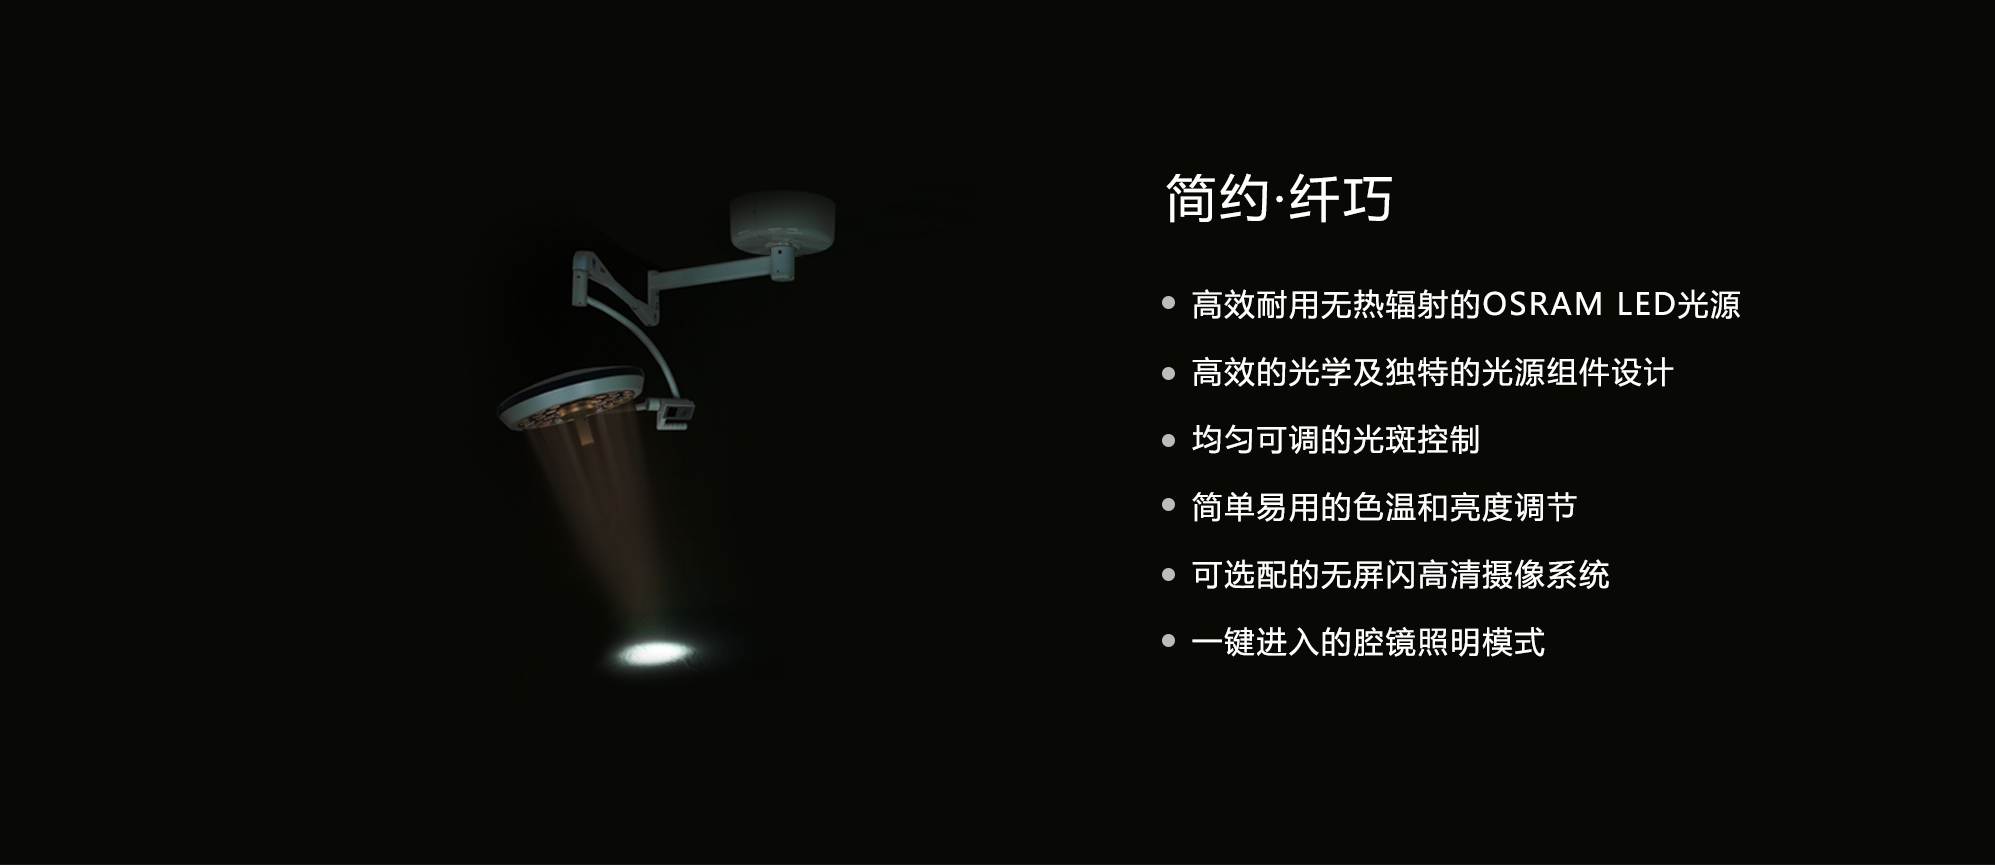 简约·纤巧
高效耐用无热辐射的OSRAM LED光源
高效的光学及独特的光源组件设计
均匀可调的光斑控制
简单易用的色温和亮度调节
可选配的无屏闪高清摄像系统
一键进入的腔镜照明模式